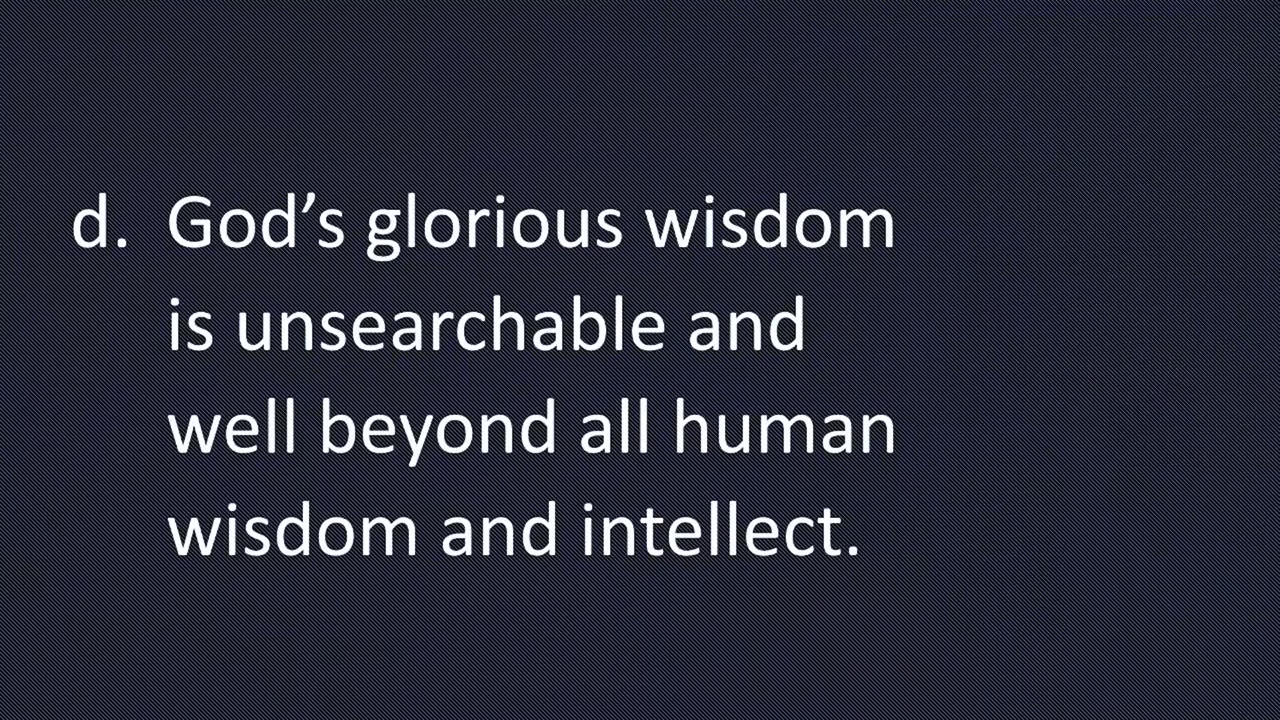 d. God’s glorious wisdom
is unsearchable and
well beyond all human
wisdom and intellect.